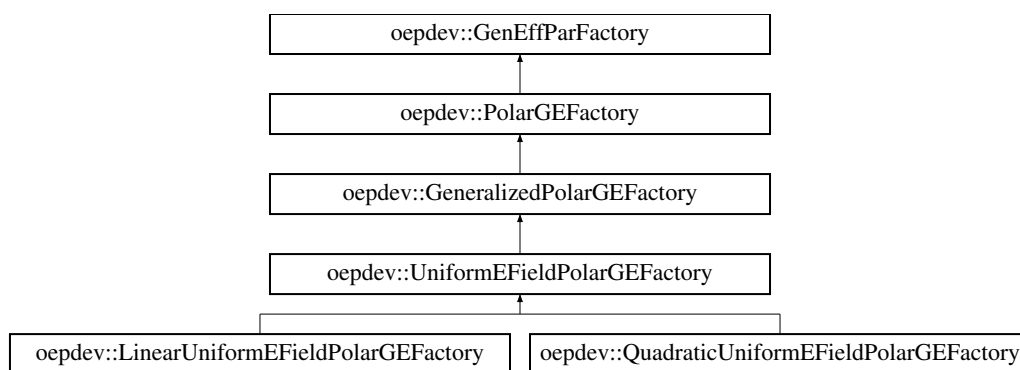 oepdev::GenEffParFactory
oepdev::PolarGEFactory
oepdev::GeneralizedPolarGEFactory
oepdev::UniformEFieldPolarGEFactory
oepdev::LinearUniformEFieldPolarGEFactory
oepdev::QuadraticUniformEFieldPolarGEFactory